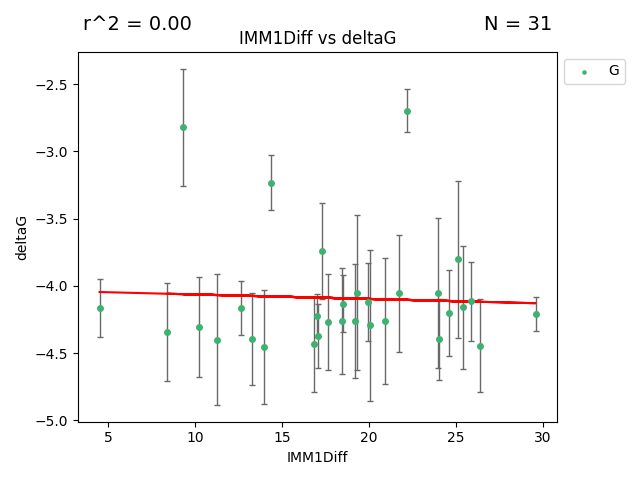 r^2 = 0.00
N = 31
IMM1Diff vs deltaG
G
−2.5
−3.0
−3.5
−4.0
−4.5
−5.0
deltaG
5 10 15 20 25 30
IMM1Diff